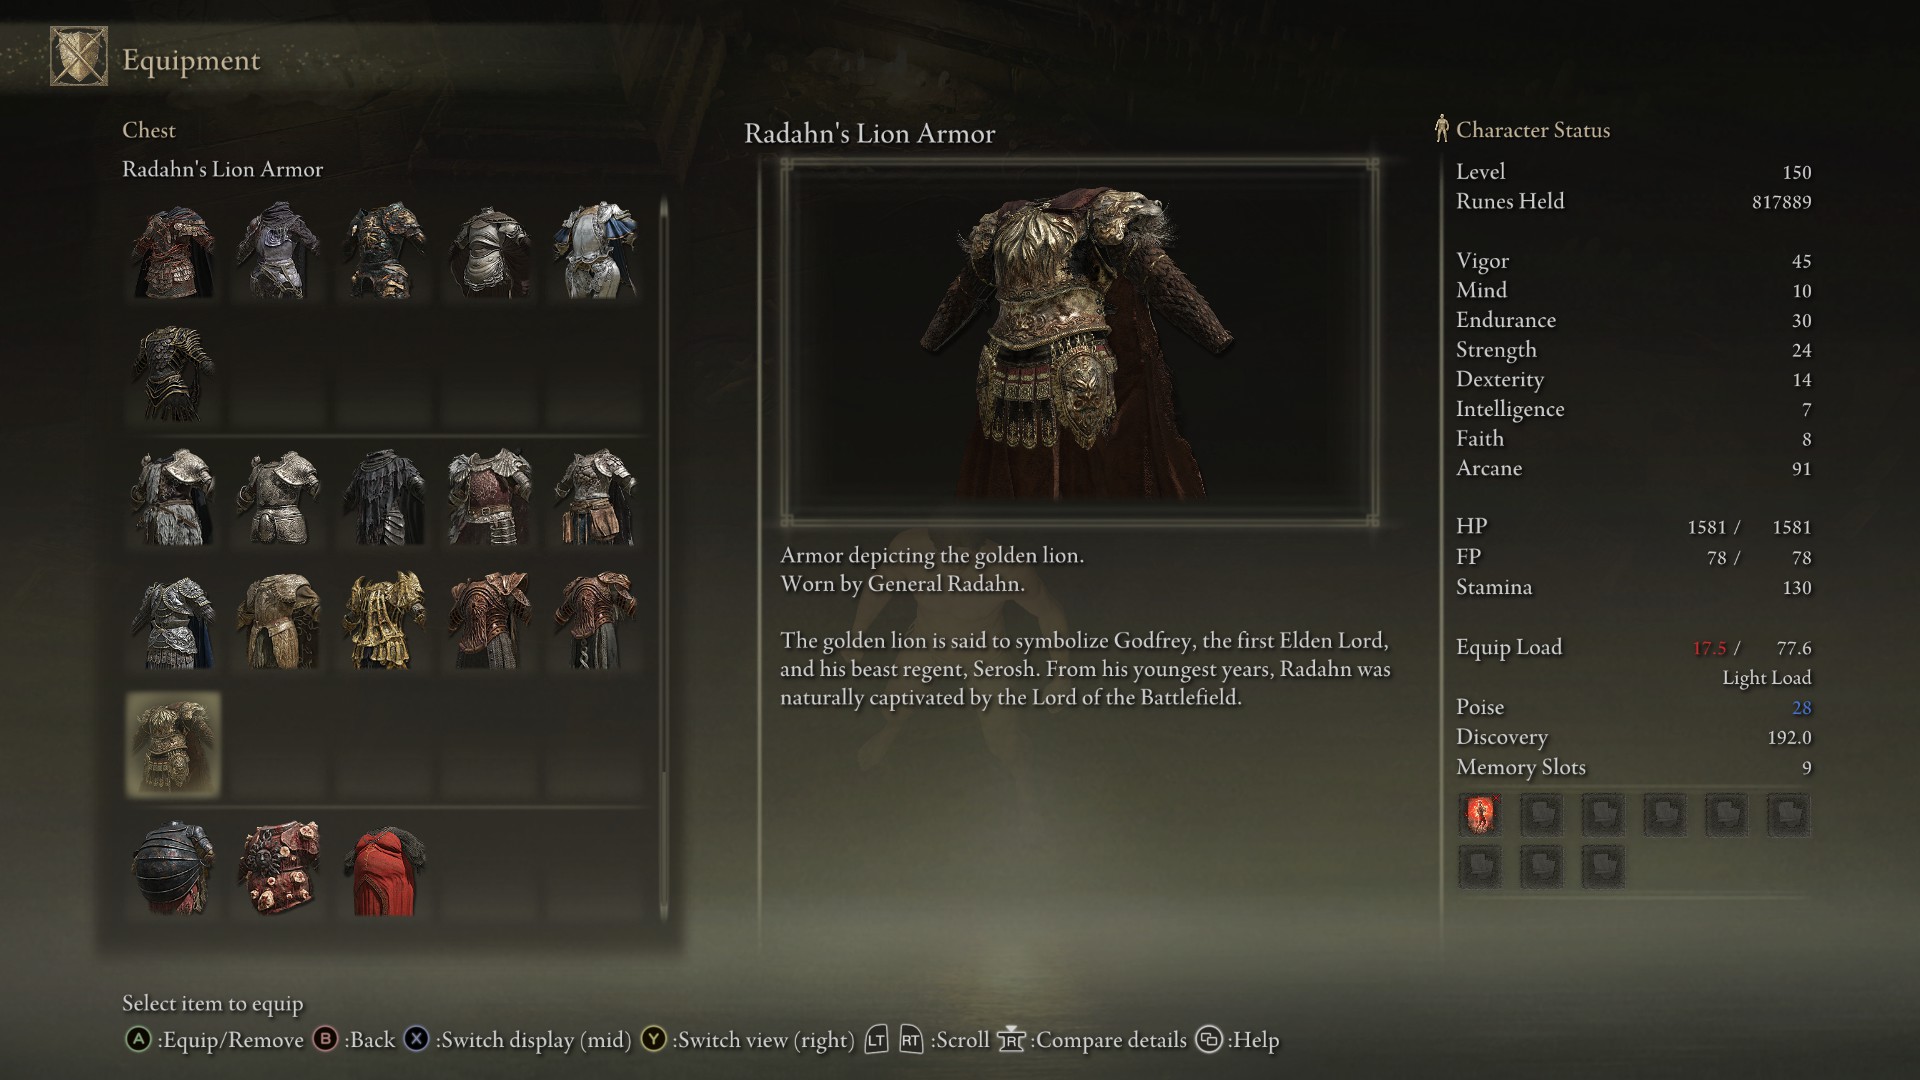 Equipment
Chest
Radahn's Lion Armor
Radahn's Lion Armor
Armor depicting the golden lion.
Worn by General Radahn.
The golden lion is said to symbolize Godfrey, the first Elden Lord,
and his beast regent, Serosh. From his youngest years, Radahn was
naturally captivated by the Lord of the Battlefield.
Character Status
Level 150
Runes Held 817889
Vigor 45
Mind 10
Endurance 30
Strength 24
Dexterity 14
Intelligence 7
Faith 8
Arcane 91
HP 1581 / 1581
FP 78 / 78
Stamina 130
Equip Load 17.5 / 77.6
Light Load
Poise 28
Discovery 192.0
Memory Slots 9
Select item to equip
A :Equip/Remove B :Back X :Switch display (mid) Y :Switch view (right) LT RT :Scroll R :Compare details :Help